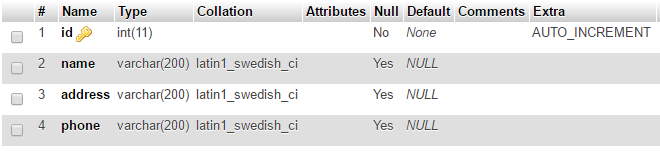 # Name Type Collation Attributes Null Default Comments Extra
1 id int(11) No None AUTO_INCREMENT
2 name varchar(200) latin1_swedish_ci Yes NULL
3 address varchar(200) latin1_swedish_ci Yes NULL
4 phone varchar(200) latin1_swedish_ci Yes NULL